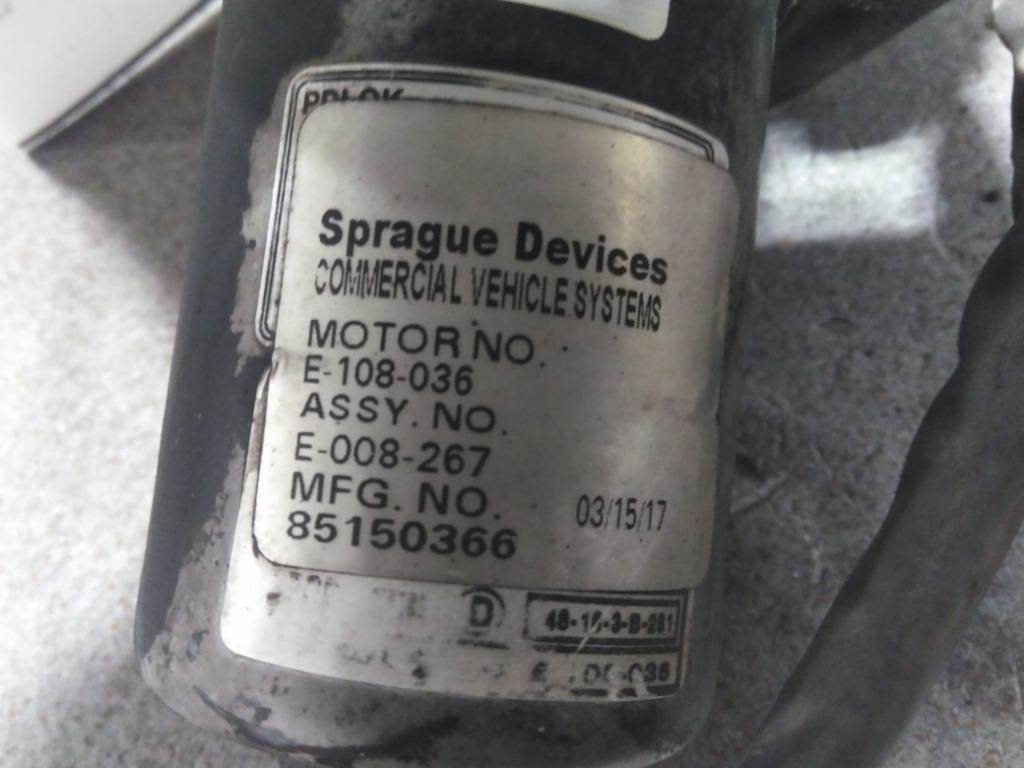 Sprague Devices
COMMERCIAL VEHICLE SYSTEMS
MOTOR NO.
E-108-036
ASSY. NO.
E-008-267
MFG. NO. 03/15/17
85150366
D